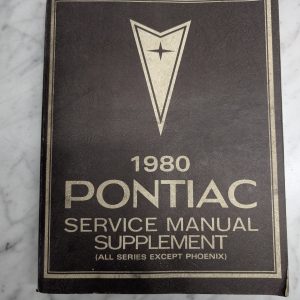 1980
PONTIAC
SERVICE MANUAL
SUPPLEMENT
(ALL SERIES EXCEPT PHOENIX)